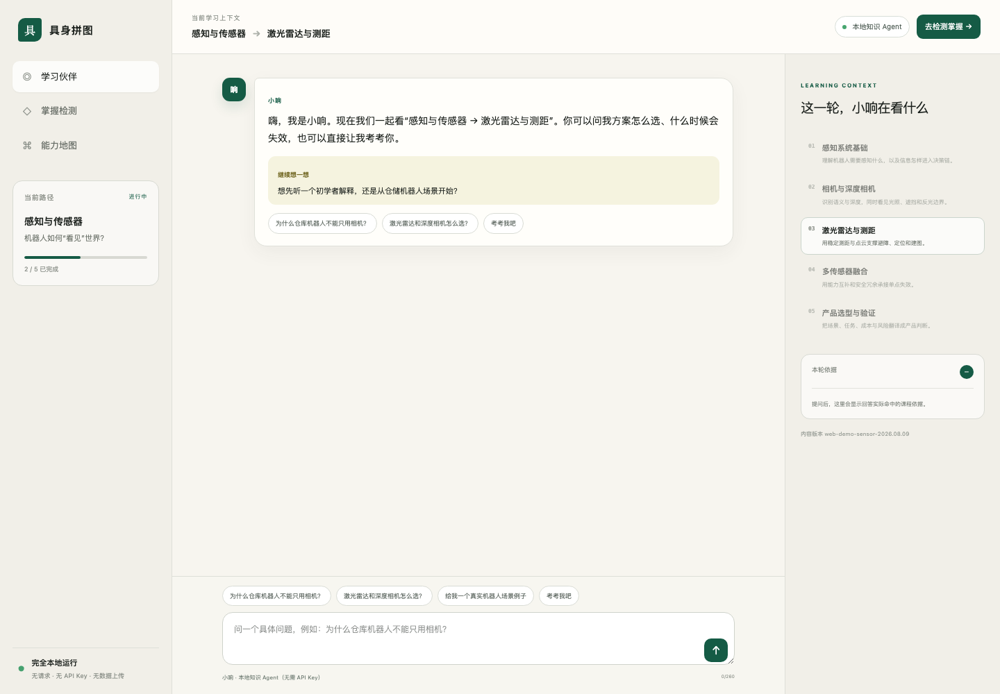 具
具身拼图
学习伙伴
掌握检测
能力地图
当前路径
进行中
感知与传感器
机器人如何“看见”世界？
2 / 5 已完成
完全本地运行
无请求 · 无 API Key · 无数据上传
当前学习上下文
感知与传感器 → 激光雷达与测距
本地知识 Agent
去检测掌握 →
响
小响
嗨，我是小响。现在我们一起看“感知与传感器 → 激光雷达与测距”。你可以问我方案怎么选、什么时候会
失效，也可以直接让我考考你。
继续想一想
想先听一个初学者解释，还是从仓储机器人场景开始？
为什么仓库机器人不能只用相机？
激光雷达和深度相机怎么选？
考考我吧
为什么仓库机器人不能只用相机？
激光雷达和深度相机怎么选？
给我一个真实机器人场景例子
考考我吧
问一个具体问题，例如：为什么仓库机器人不能只用相机？
小响 · 本地知识 Agent（无需 API Key）
0/260
LEARNING CONTEXT
这一轮，小响在看什么
01
感知系统基础
理解机器人需要感知什么，以及信息怎样进入决策链。
02
相机与深度相机
识别语义与深度，同时看见光照、遮挡和反光边界。
03
激光雷达与测距
用稳定测距与点云支撑避障、定位和建图。
04
多传感器融合
用能力互补和安全冗余承接单点失效。
05
产品选型与验证
把场景、任务、成本与风险翻译成产品判断。
本轮依据
提问后，这里会显示回答实际命中的课程依据。
内容版本 web-demo-sensor-2026.08.09